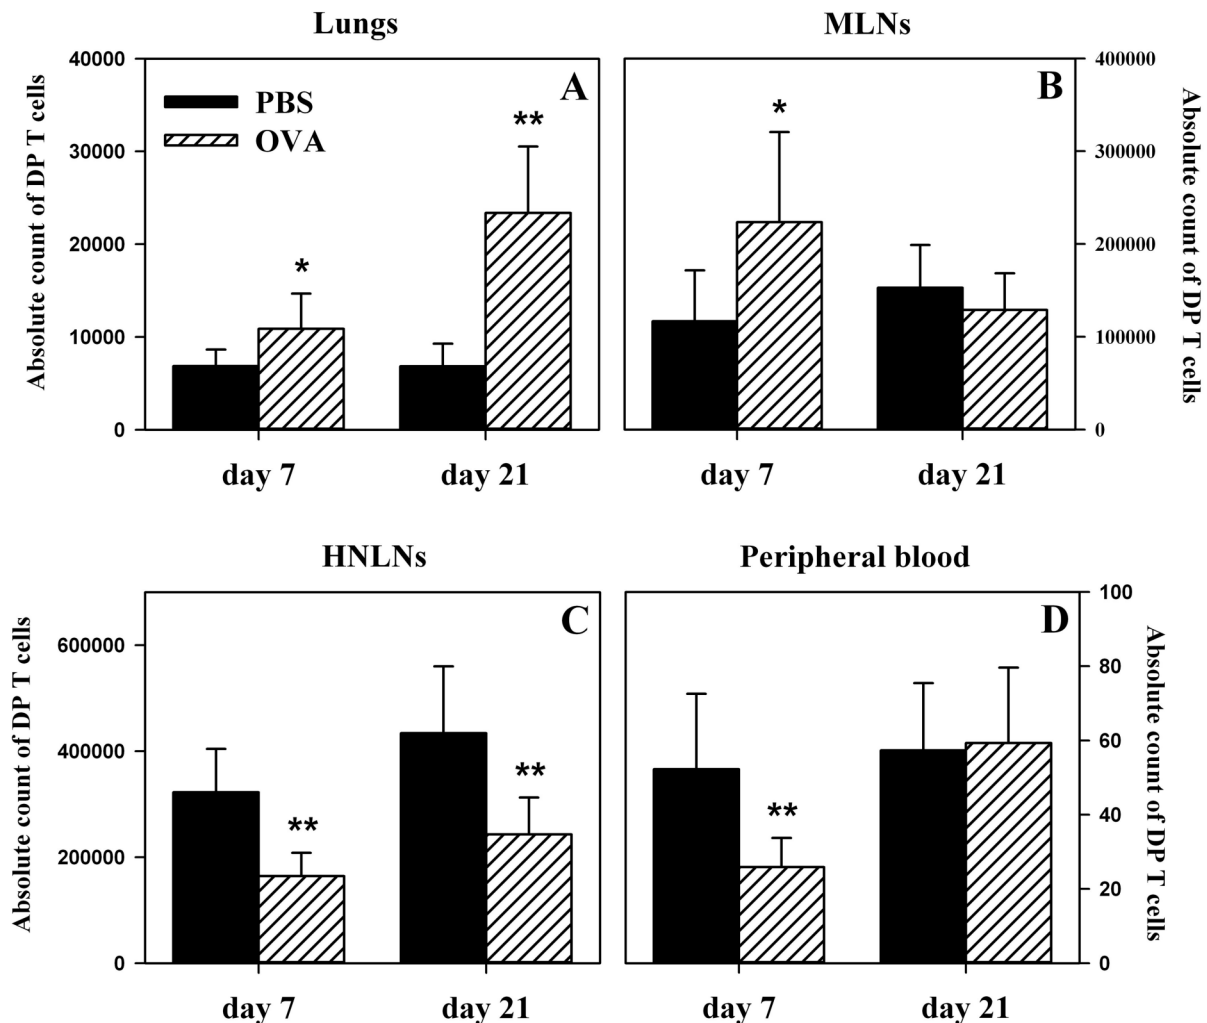 Lungs
MLNs
Absolute count of DP T cells
40000
30000
20000
10000
0
PBS
OVA
A
*
**
day 7
day 21
B
*
400000
300000
200000
100000
0
Absolute count of DP T cells
day 7
day 21
HNLNs
Peripheral blood
Absolute count of DP T cells
600000
400000
200000
0
C
**
**
day 7
day 21
D
**
100
80
60
40
20
0
Absolute count of DP T cells
day 7
day 21